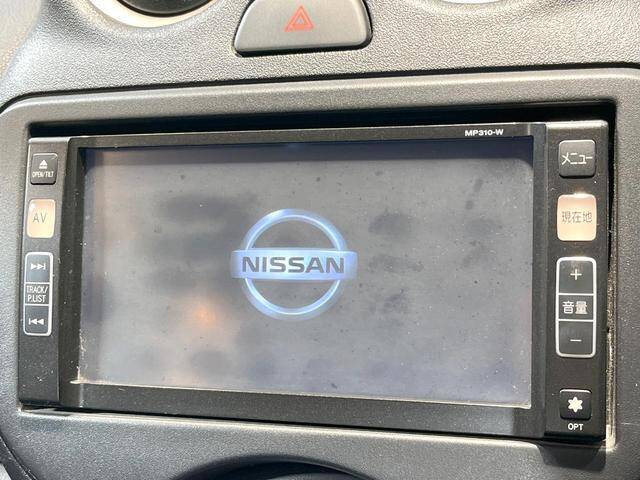 MP310-W
OPEN/TILT
メニュー
AV
現在地
NISSAN
TRACK/
P.LIST
+
音量
-
OPT